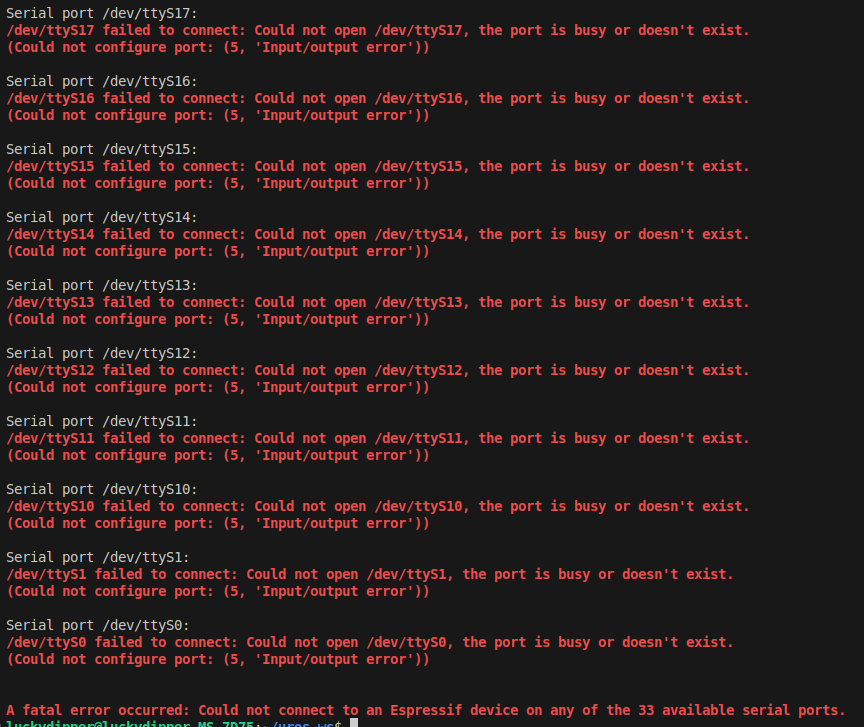 Serial port /dev/ttyS17:
/dev/ttyS17 failed to connect: Could not open /dev/ttyS17, the port is busy or doesn't exist.
(Could not configure port: (5, 'Input/output error'))
Serial port /dev/ttyS16:
/dev/ttyS16 failed to connect: Could not open /dev/ttyS16, the port is busy or doesn't exist.
(Could not configure port: (5, 'Input/output error'))
Serial port /dev/ttyS15:
/dev/ttyS15 failed to connect: Could not open /dev/ttyS15, the port is busy or doesn't exist.
(Could not configure port: (5, 'Input/output error'))
Serial port /dev/ttyS14:
/dev/ttyS14 failed to connect: Could not open /dev/ttyS14, the port is busy or doesn't exist.
(Could not configure port: (5, 'Input/output error'))
Serial port /dev/ttyS13:
/dev/ttyS13 failed to connect: Could not open /dev/ttyS13, the port is busy or doesn't exist.
(Could not configure port: (5, 'Input/output error'))
Serial port /dev/ttyS12:
/dev/ttyS12 failed to connect: Could not open /dev/ttyS12, the port is busy or doesn't exist.
(Could not configure port: (5, 'Input/output error'))
Serial port /dev/ttyS11:
/dev/ttyS11 failed to connect: Could not open /dev/ttyS11, the port is busy or doesn't exist.
(Could not configure port: (5, 'Input/output error'))
Serial port /dev/ttyS10:
/dev/ttyS10 failed to connect: Could not open /dev/ttyS10, the port is busy or doesn't exist.
(Could not configure port: (5, 'Input/output error'))
Serial port /dev/ttyS1:
/dev/ttyS1 failed to connect: Could not open /dev/ttyS1, the port is busy or doesn't exist.
(Could not configure port: (5, 'Input/output error'))
Serial port /dev/ttyS0:
/dev/ttyS0 failed to connect: Could not open /dev/ttyS0, the port is busy or doesn't exist.
(Could not configure port: (5, 'Input/output error'))
A fatal error occurred: Could not connect to an Espressif device on any of the 33 available serial ports.
luckydipper@luckydipper-MS-7D75:~/uros_ws$